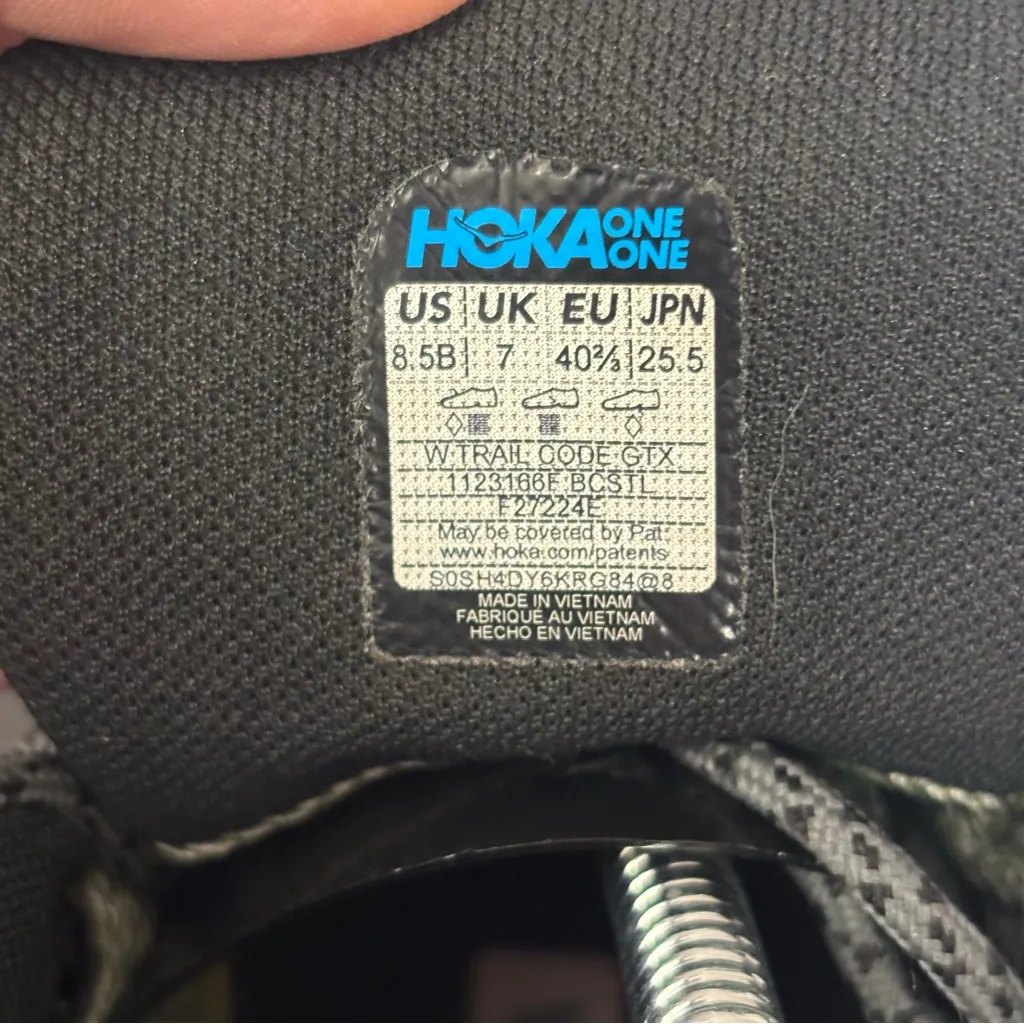 HOKA ONE ONE
US UK EU JPN
8.5B 7 40⅔ 25.5
W TRAIL CODE GTX
1123166F BCSTL
F27224E
May be covered by Pat.
www.hoka.com/patents
S0SH4DY6KRG84@8
MADE IN VIETNAM
FABRIQUÉ AU VIETNAM
HECHO EN VIETNAM